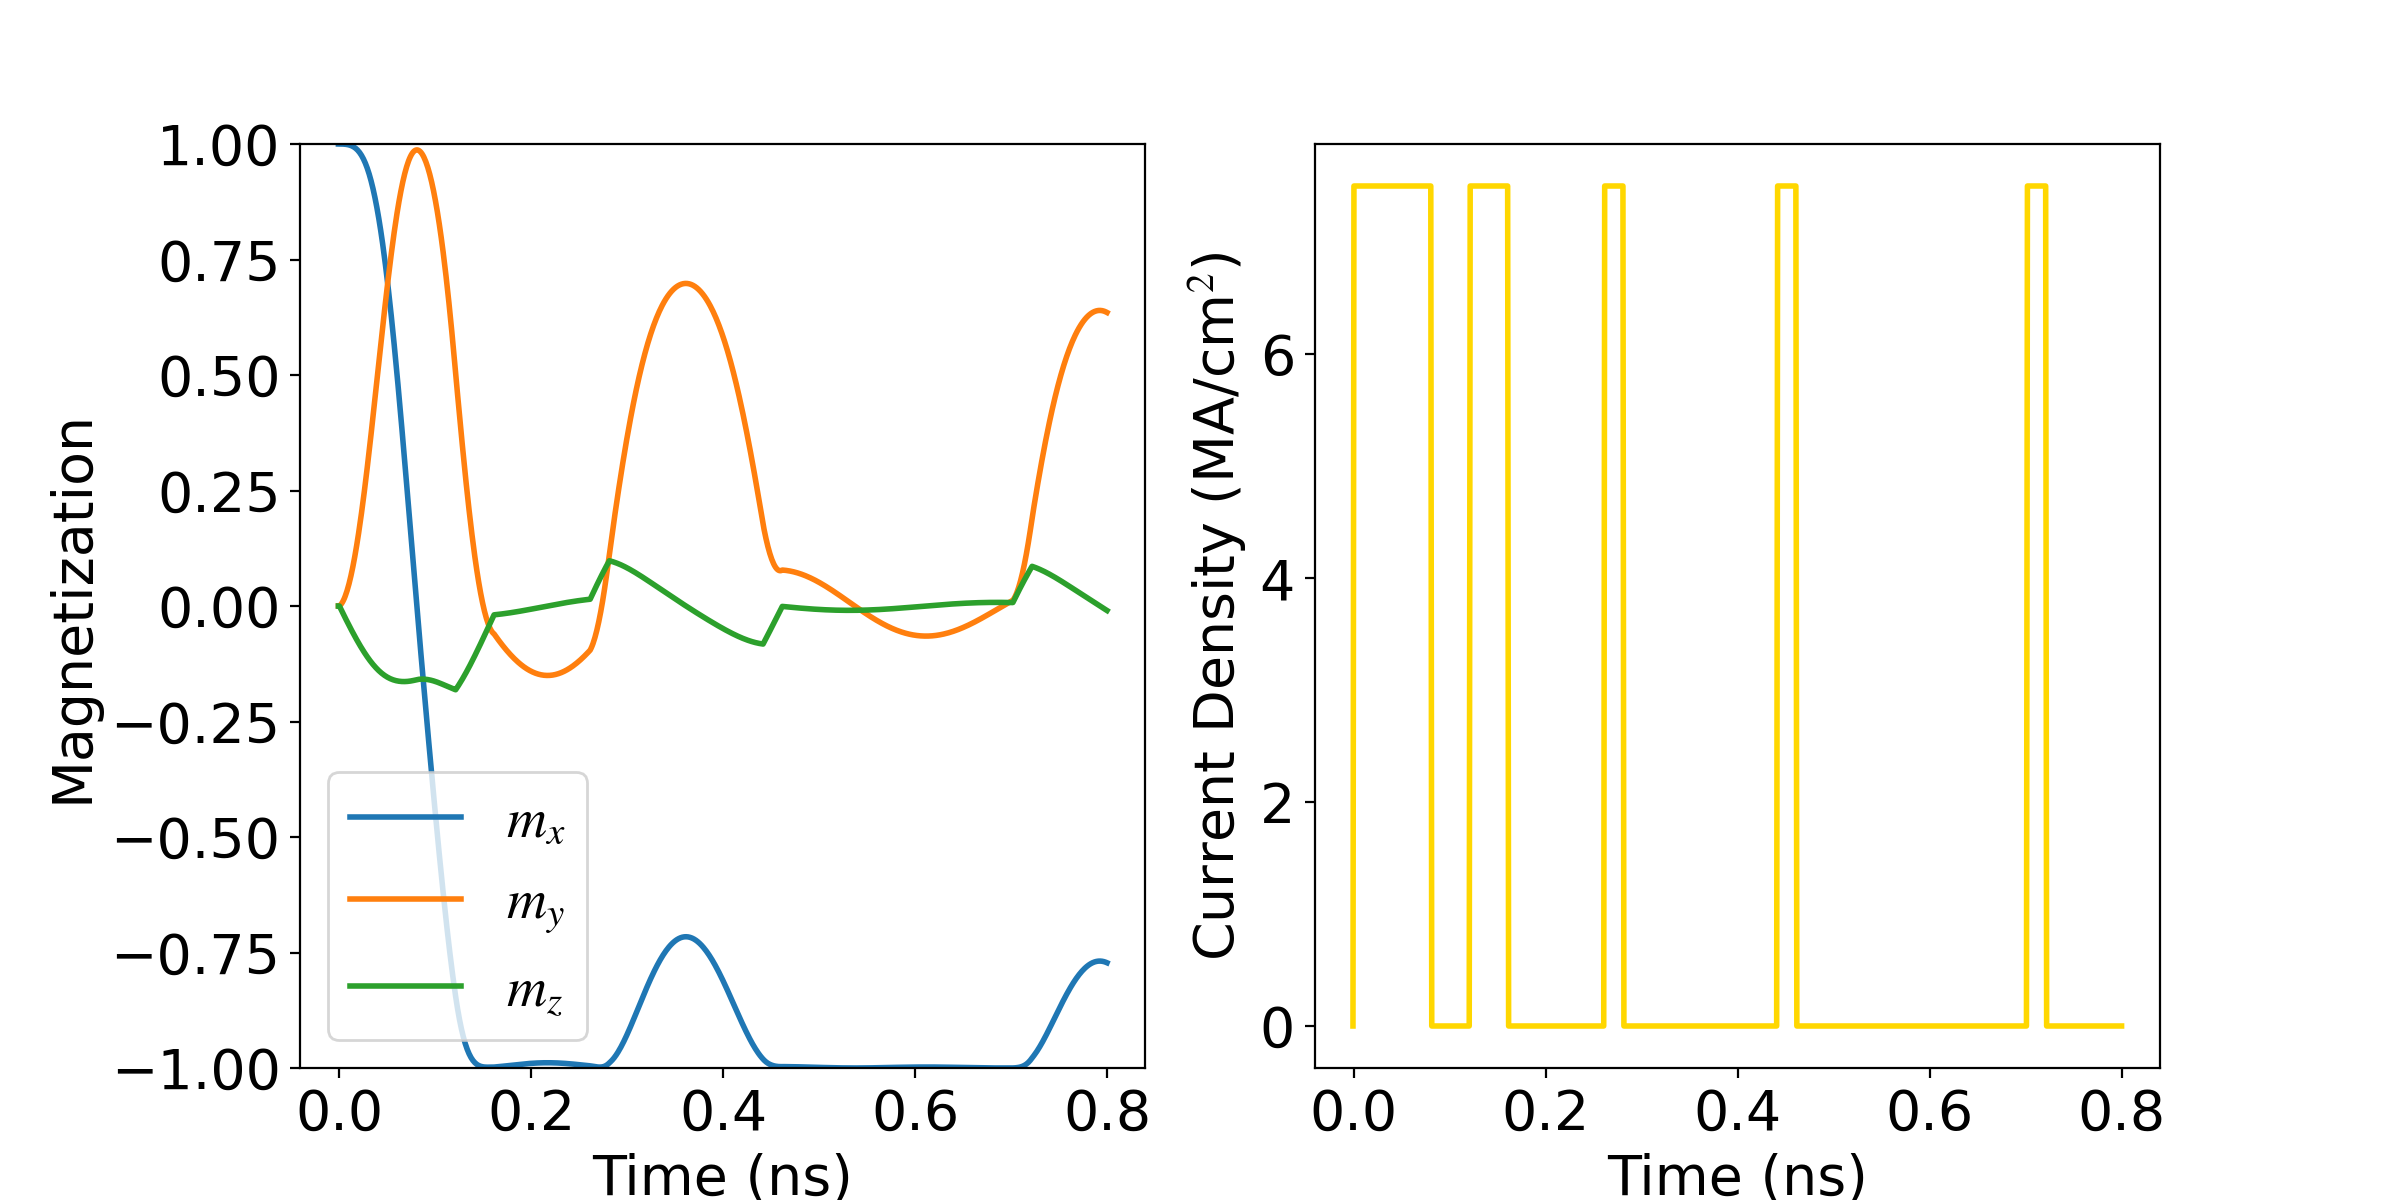 1.00
0.75
0.50
0.25
0.00
−0.25
−0.50
−0.75
−1.00
Magnetization
m_x
m_y
m_z
0.0 0.2 0.4 0.6 0.8
Time (ns)
6
4
2
0
Current Density (MA/cm²)
0.0 0.2 0.4 0.6 0.8
Time (ns)